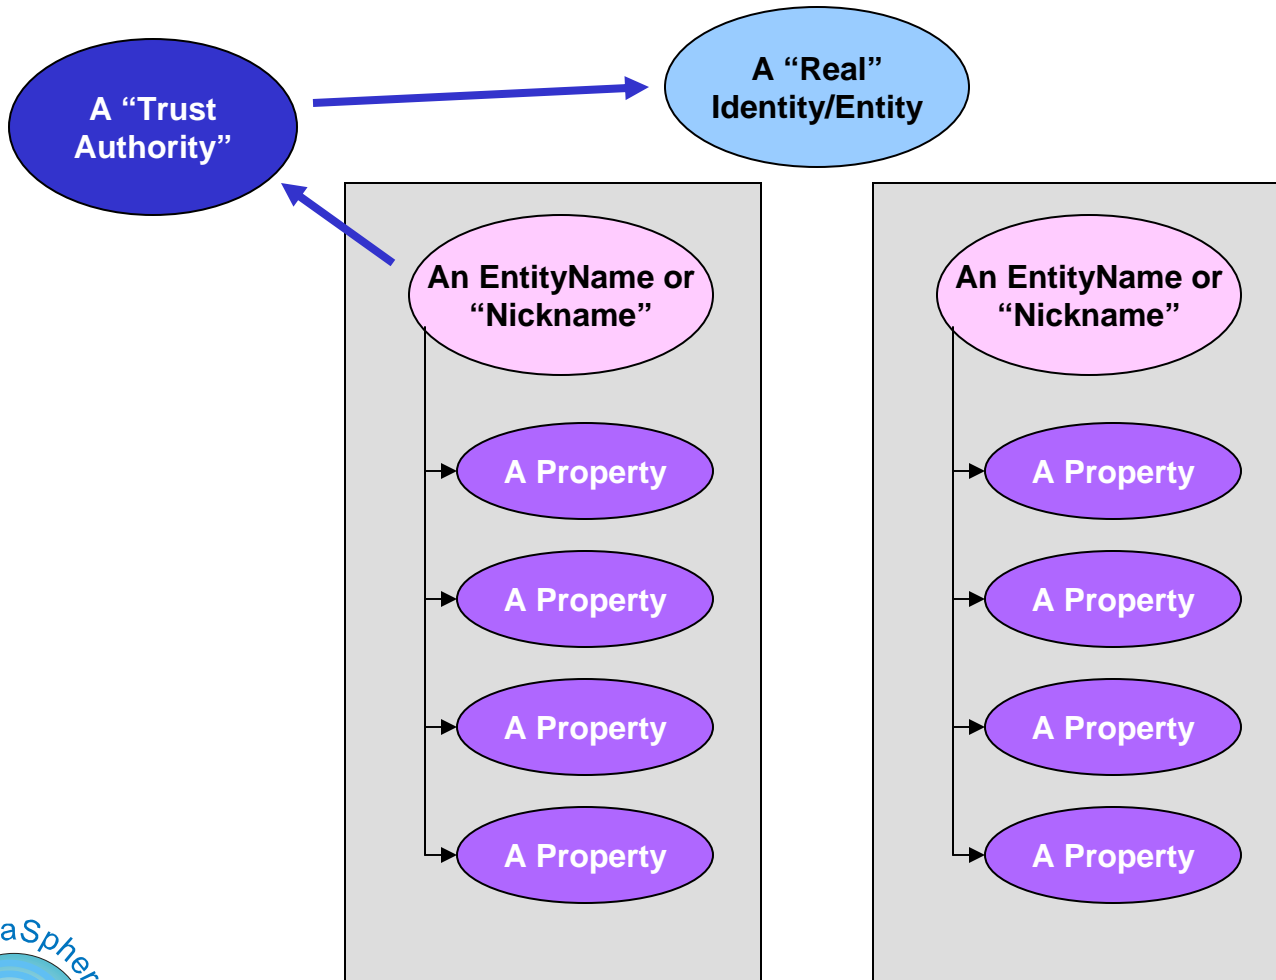 A “Trust
Authority”
A “Real”
Identity/Entity
An EntityName or
“Nickname”
A Property
A Property
A Property
A Property
An EntityName or
“Nickname”
A Property
A Property
A Property
A Property